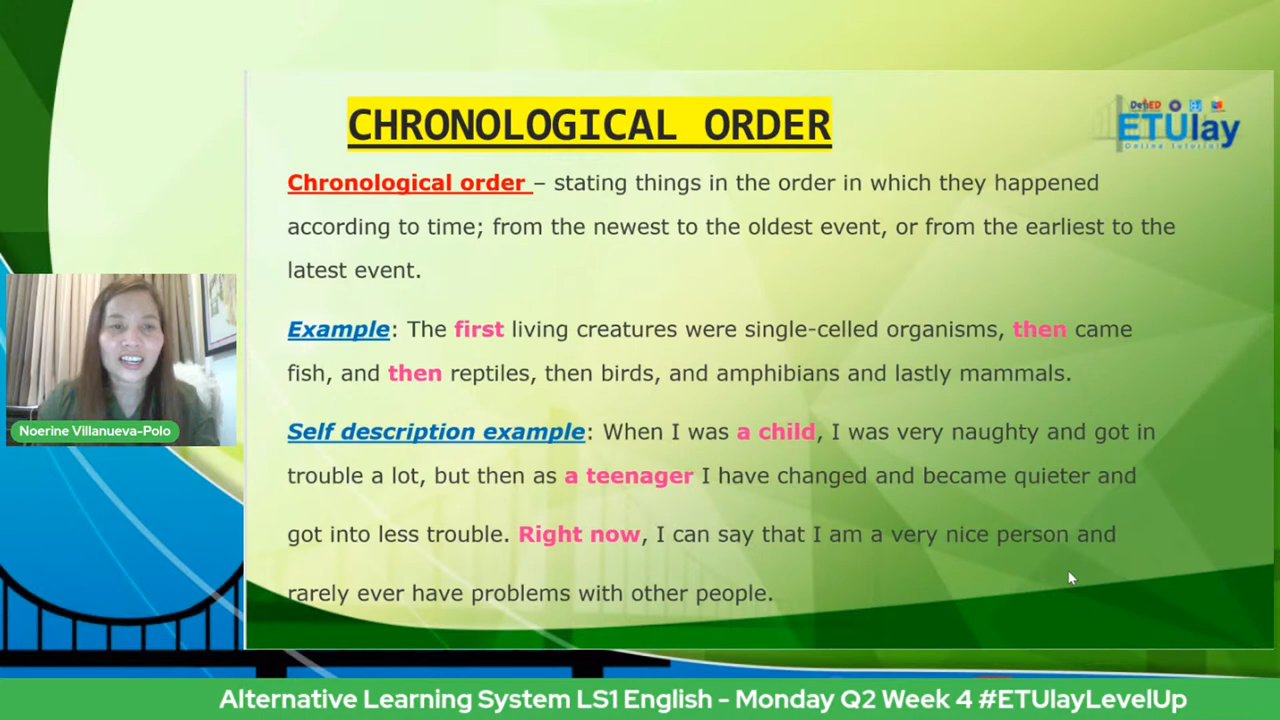 CHRONOLOGICAL ORDER
DepED
ETUlay
Online tutorial
Chronological order – stating things in the order in which they happened
according to time; from the newest to the oldest event, or from the earliest to the
latest event.
Example: The first living creatures were single-celled organisms, then came
fish, and then reptiles, then birds, and amphibians and lastly mammals.
Self description example: When I was a child, I was very naughty and got in
trouble a lot, but then as a teenager I have changed and became quieter and
got into less trouble. Right now, I can say that I am a very nice person and
rarely ever have problems with other people.
Noerine Villanueva-Polo
Alternative Learning System LS1 English - Monday Q2 Week 4 #ETUlayLevelUp